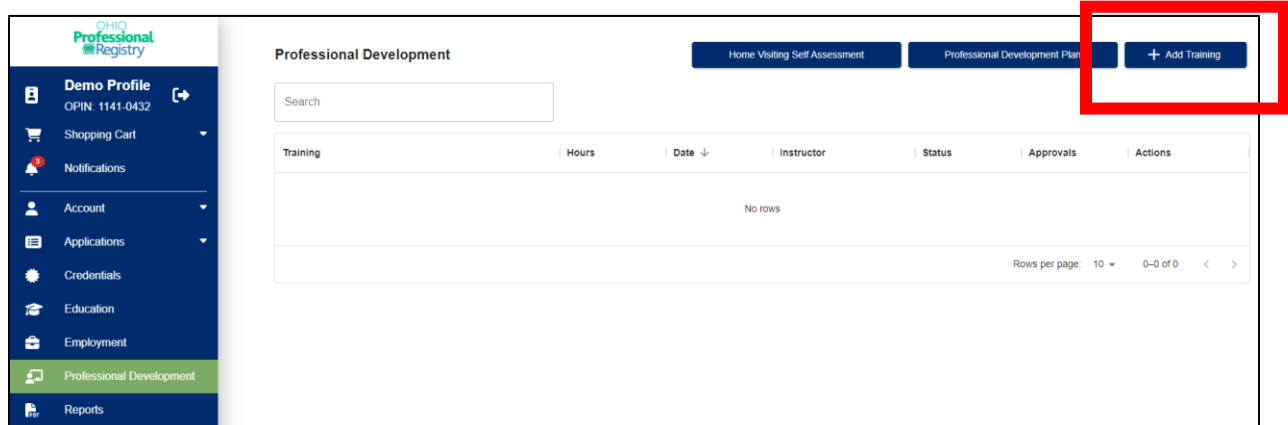 OHIO
Professional
Registry
Demo Profile
OPIN: 1141-0432
Shopping Cart
3
Notifications
Account
Applications
Credentials
Education
Employment
Professional Development
PDF
Reports
Professional Development
Home Visiting Self Assessment
Professional Development Plan
+ Add Training
Search
Training Hours Date ↓ Instructor Status Approvals Actions
No rows
Rows per page: 10 0–0 of 0 < >